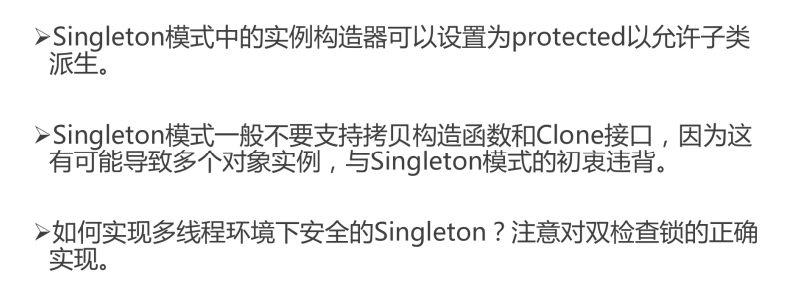 ➢Singleton模式中的实例构造器可以设置为protected以允许子类
派生。
➢Singleton模式一般不要支持拷贝构造函数和Clone接口，因为这
有可能导致多个对象实例，与Singleton模式的初衷违背。
➢如何实现多线程环境下安全的Singleton？注意对双检查锁的正确
实现。